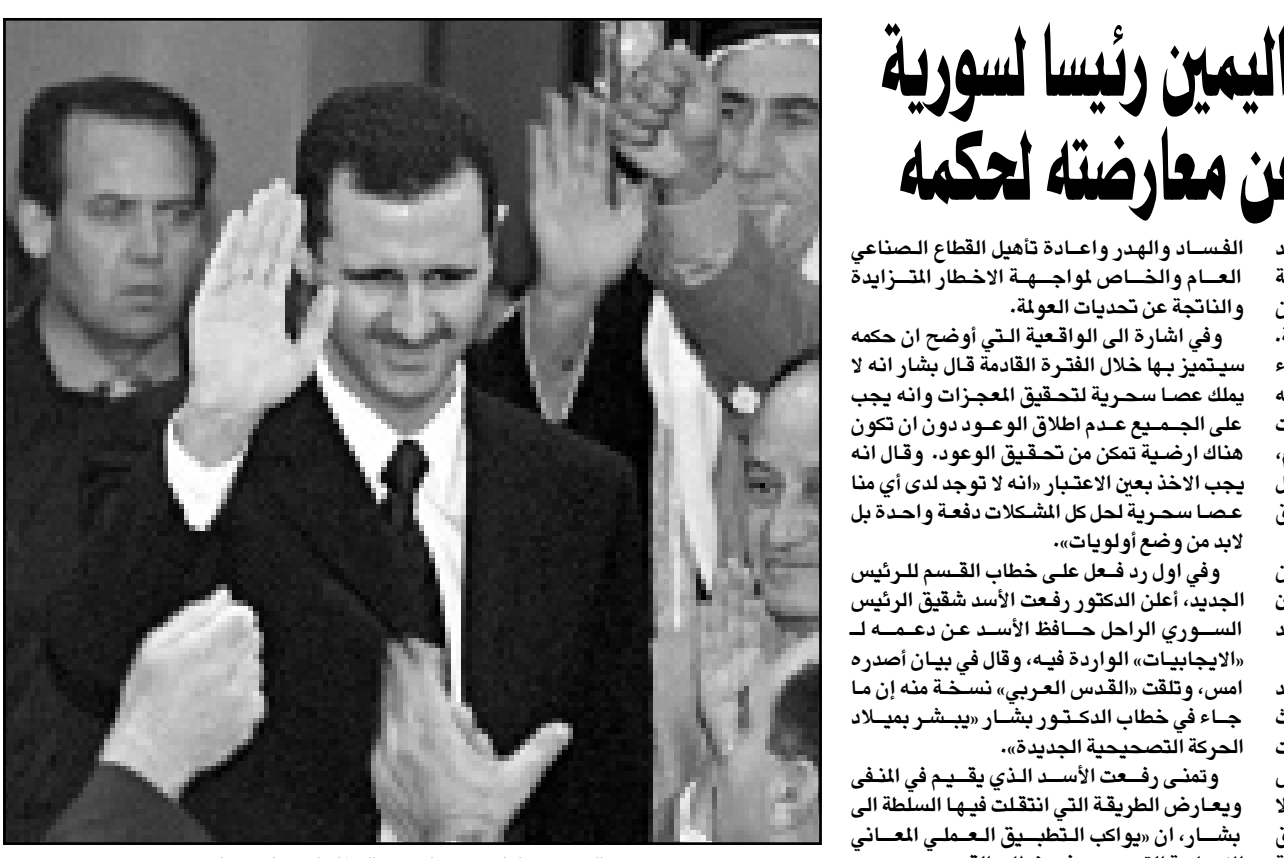 اليمين رئيسا لسورية
عن معارضته لحكمه
الفساد والهدر واعادة تأهيل القطاع الصناعي
العام والخاص لمواجهة الاخطار المتزايدة
والناتجة عن تحديات العولمة.
وفي اشارة الى الواقعية التي أوضح ان حكمه
سيتميز بها خلال الفترة القادمة قال بشار انه لا
يملك عصا سحرية لتحقيق المعجزات وانه يجب
على الجميع عدم اطلاق الوعود دون ان تكون
هناك ارضية تمكن من تحقيق الوعود. وقال انه
يجب الاخذ بعين الاعتبار «انه لا توجد لدى أي منا
عصا سحرية لحل كل المشكلات دفعة واحدة بل
لابد من وضع أولويات».
وفي اول رد فعل على خطاب القسم للرئيس
الجديد، أعلن الدكتور رفعت الأسد شقيق الرئيس
السوري الراحل حافظ الأسد عن دعمه لـ
«الايجابيات» الواردة فيه، وقال في بيان أصدره
امس، وتلقت «القدس العربي» نسخة منه إن ما
جاء في خطاب الدكتور بشار «يبشر بميلاد
الحركة التصحيحية الجديدة».
وتمنى رفعت الأسد الذي يقيم في المنفى
ويعارض الطريقة التي انتقلت فيها السلطة الى
بشار، ان «يواكب التطبيق العملي المعاني